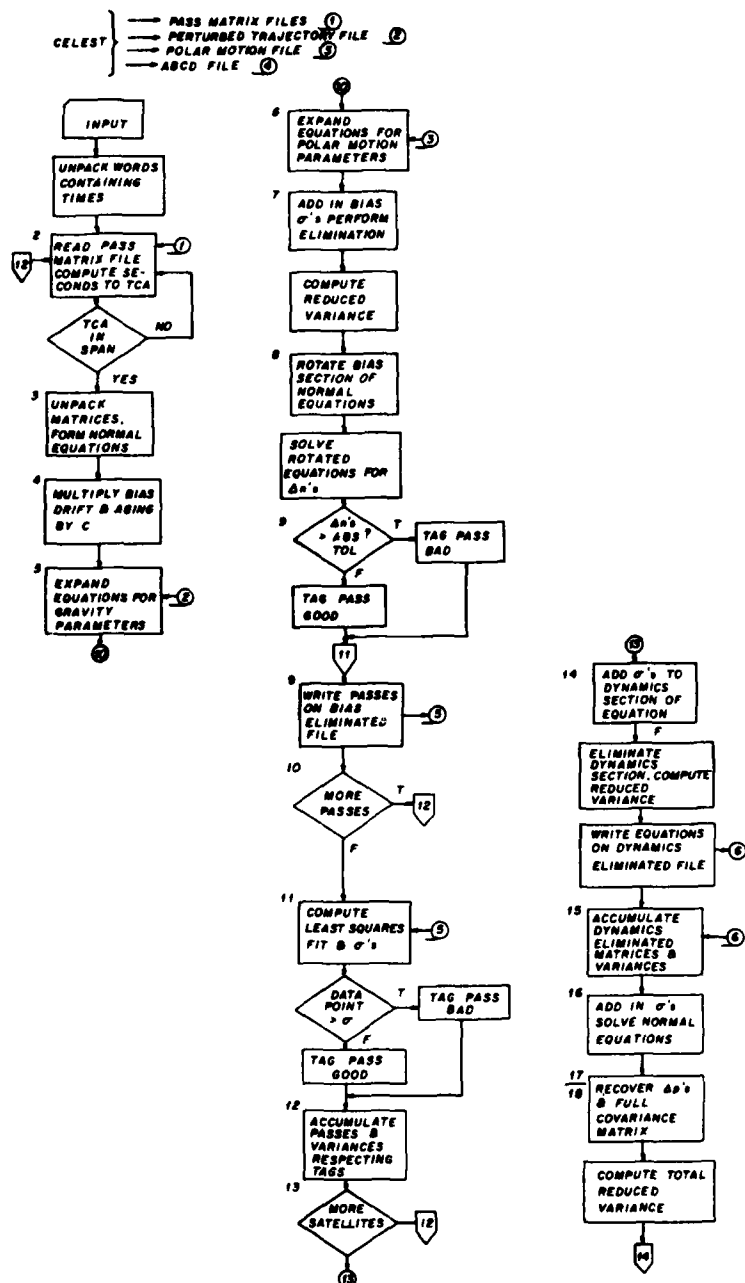 CELEST
PASS MATRIX FILES 1
PERTURBED TRAJECTORY FILE 2
POLAR MOTION FILE 3
ABCD FILE 4
INPUT
UNPACK WORDS
CONTAINING
TIMES
2
READ PASS
MATRIX FILE
COMPUTE SE-
CONDS TO TCA
1
12
TCA
IN
SPAN
NO
YES
3
UNPACK
MATRICES,
FORM NORMAL
EQUATIONS
4
MULTIPLY BIAS
DRIFT & AGING
BY C
5
EXPAND
EQUATIONS FOR
GRAVITY
PARAMETERS
2
10
10
6
EXPAND
EQUATIONS FOR
POLAR MOTION
PARAMETERS
3
7
ADD IN BIAS
σ's PERFORM
ELIMINATION
COMPUTE
REDUCED
VARIANCE
8
ROTATE BIAS
SECTION OF
NORMAL
EQUATIONS
SOLVE
ROTATED
EQUATIONS FOR
Δn's
9
Δn's
> ABS ?
TOL
T
TAG PASS
BAD
F
TAG PASS
GOOD
11
9
WRITE PASSES
ON BIAS
ELIMINATED
FILE
5
10
MORE
PASSES
T
12
F
11
COMPUTE
LEAST SQUARES
FIT & σ's
5
DATA
POINT
> σ
T
TAG PASS
BAD
F
TAG PASS
GOOD
12
ACCUMULATE
PASSES &
VARIANCES
RESPECTING
TAGS
13
MORE
SATELLITES
12
13
13
14
ADD σ's TO
DYNAMICS
SECTION OF
EQUATION
F
ELIMINATE
DYNAMICS
SECTION, COMPUTE
REDUCED
VARIANCE
WRITE EQUATIONS
ON DYNAMICS
ELIMINATED FILE
6
15
ACCUMULATE
DYNAMICS
ELIMINATED
MATRICES &
VARIANCES
6
16
ADD IN σ's
SOLVE NORMAL
EQUATIONS
17
18
RECOVER Δp's
& FULL
COVARIANCE
MATRIX
COMPUTE TOTAL
REDUCED
VARIANCE
14